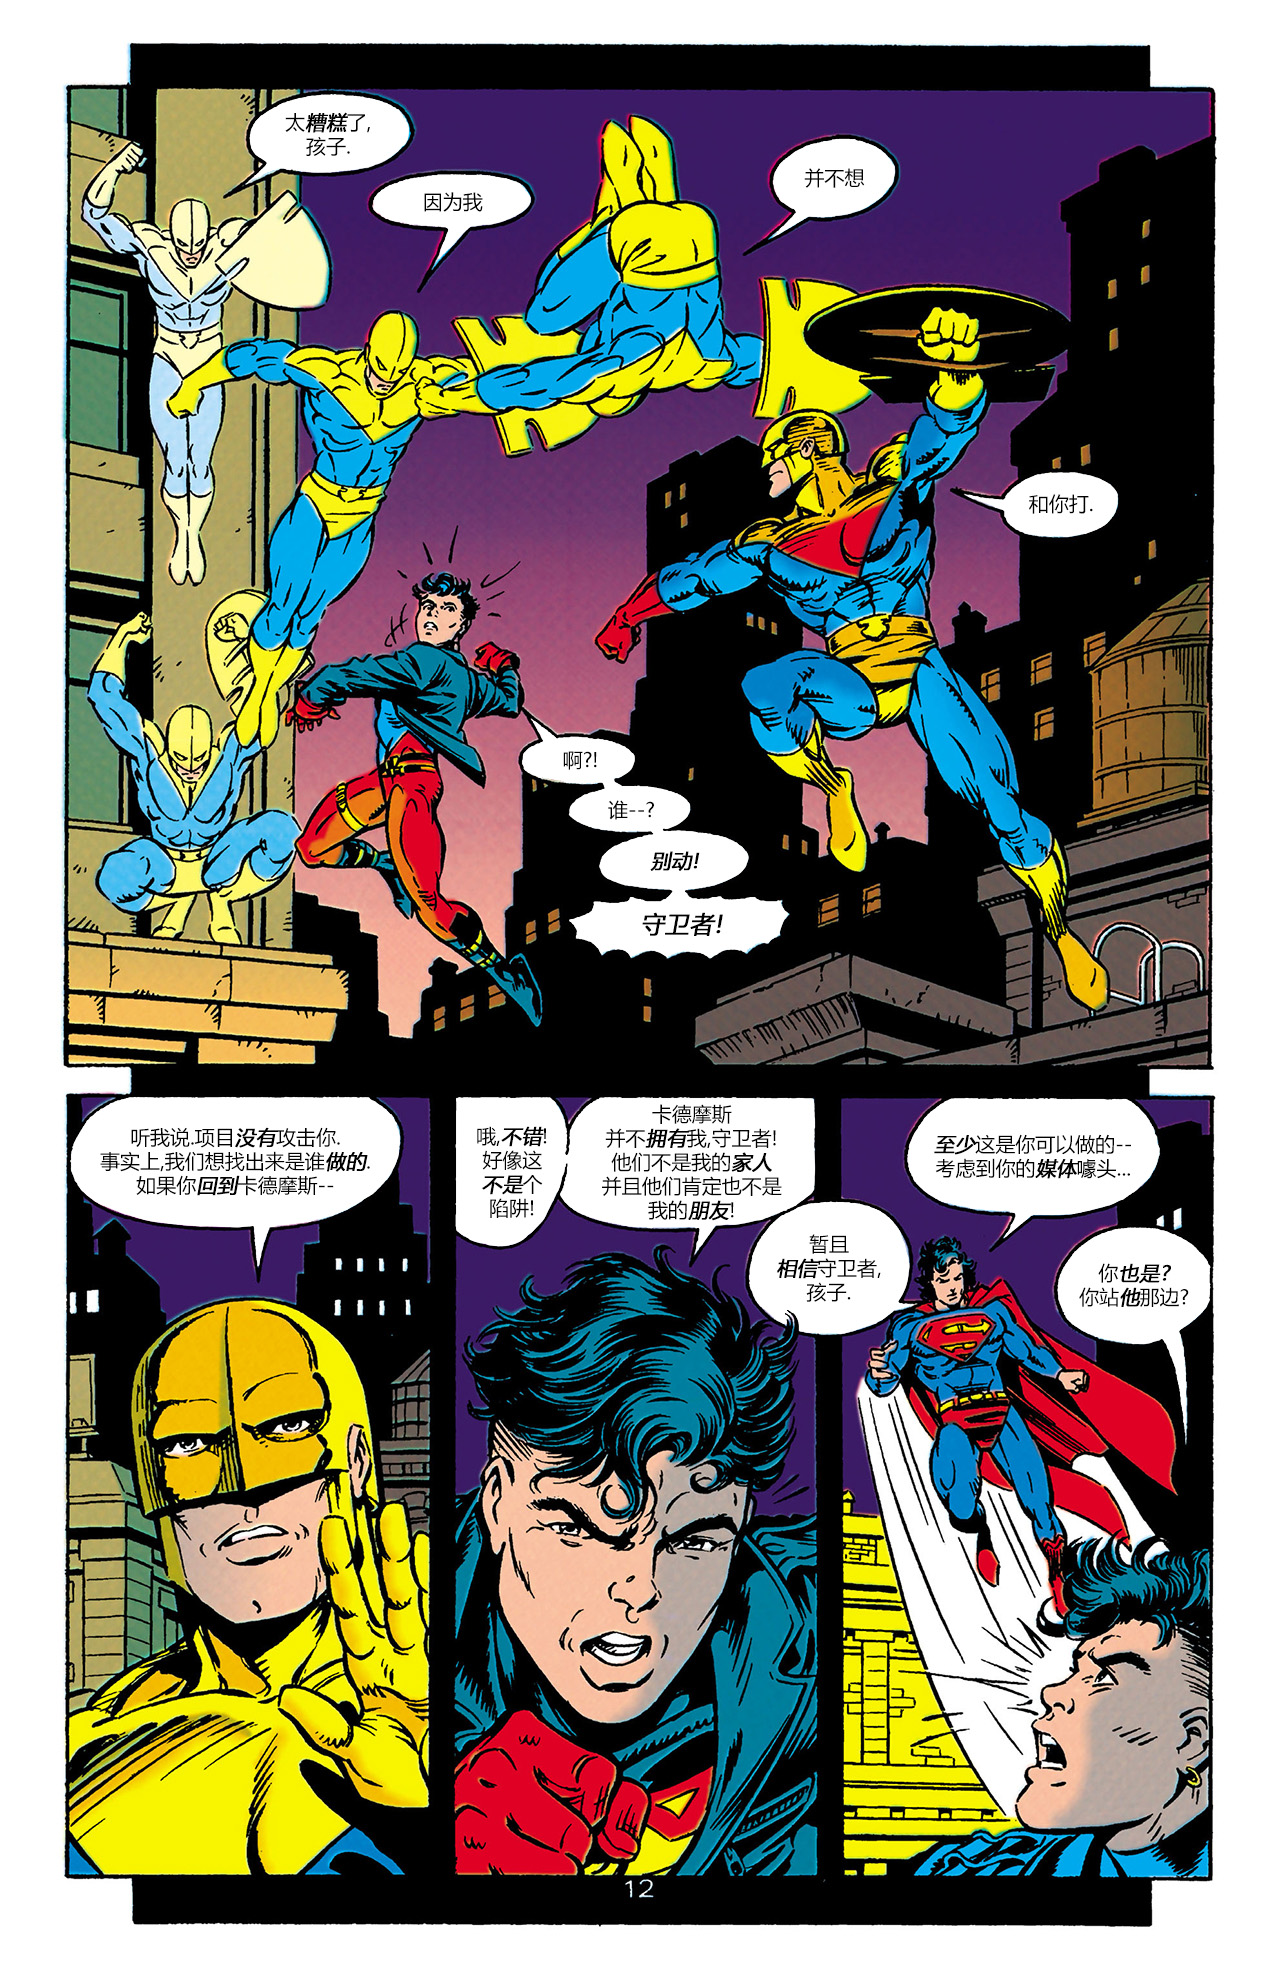 太糟糕了,
孩子.
因为我
并不想
和你打.
啊?!
谁--?
别动!
守卫者!
听我说.项目没有攻击你.
事实上,我们想找出来是谁做的.
如果你回到卡德摩斯--
哦,不错!
好像这
不是个
陷阱!
卡德摩斯
并不拥有我,守卫者!
他们不是我的家人
并且他们肯定也不是
我的朋友!
暂且
相信守卫者,
孩子.
至少这是你可以做的--
考虑到你的媒体噱头...
你也是?
你站他那边?
12